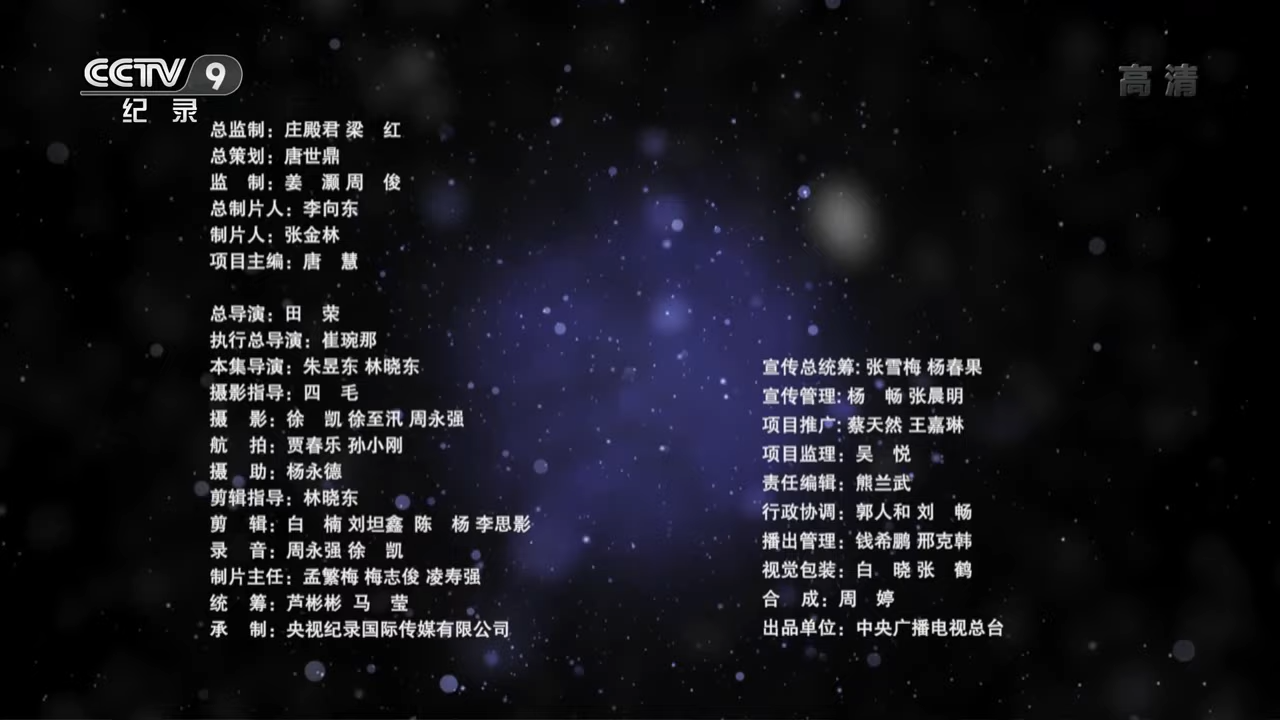 CCTV 9
纪录
高清
总监制：庄殿君 梁　红
总策划：唐世鼎
监　制：姜　灏 周　俊
总制片人：李向东
制片人：张金林
项目主编：唐　慧
总导演：田　荣
执行总导演：崔琬那
本集导演：朱昱东 林晓东
摄影指导：四　毛
摄　影：徐　凯 徐至汛 周永强
航　拍：贾春乐 孙小刚
摄　助：杨永德
剪辑指导：林晓东
剪　辑：白　楠 刘坦鑫 陈　杨 李思影
录　音：周永强 徐　凯
制片主任：孟繁梅 梅志俊 凌寿强
统　筹：芦彬彬 马　莹
承　制：央视纪录国际传媒有限公司
宣传总统筹: 张雪梅 杨春果
宣传管理: 杨　畅 张晨明
项目推广: 蔡天然 王嘉琳
项目监理：吴　悦
责任编辑：熊兰武
行政协调：郭人和 刘　畅
播出管理：钱希鹏 邢克韩
视觉包装：白　晓 张　鹤
合　成：周　婷
出品单位：中央广播电视总台